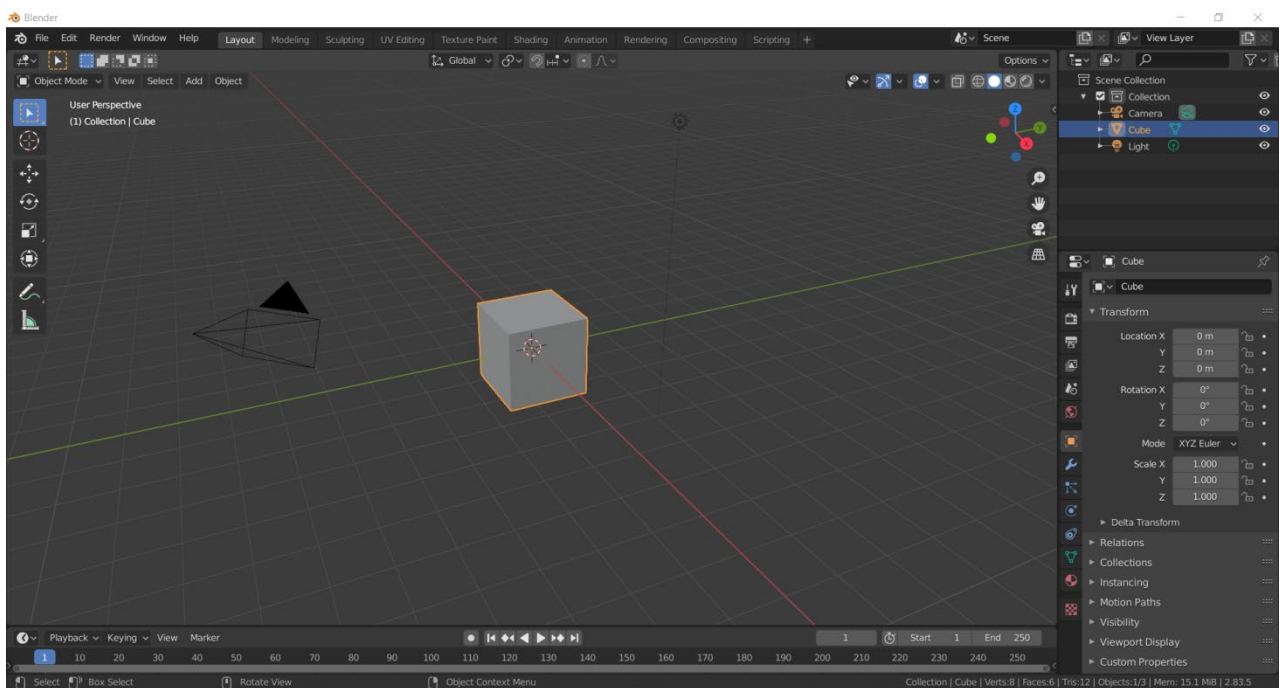 Blender
File Edit Render Window Help Layout Modeling Sculpting UV Editing Texture Paint Shading Animation Rendering Compositing Scripting + Scene View Layer
Global Options
Object Mode View Select Add Object
User Perspective
(1) Collection | Cube
Z
Y
X
Scene Collection
Collection
Camera
Cube
Light
Cube
Cube
Transform
Location X 0 m
Y 0 m
Z 0 m
Rotation X 0°
Y 0°
Z 0°
Mode XYZ Euler
Scale X 1.000
Y 1.000
Z 1.000
Delta Transform
Relations
Collections
Instancing
Motion Paths
Visibility
Viewport Display
Custom Properties
Playback Keying View Marker 1 Start 1 End 250
1 10 20 30 40 50 60 70 80 90 100 110 120 130 140 150 160 170 180 190 200 210 220 230 240 250
Select Box Select Rotate View Object Context Menu Collection | Cube | Verts:8 | Faces:6 | Tris:12 | Objects:1/3 | Mem: 15.1 MiB | 2.83.5